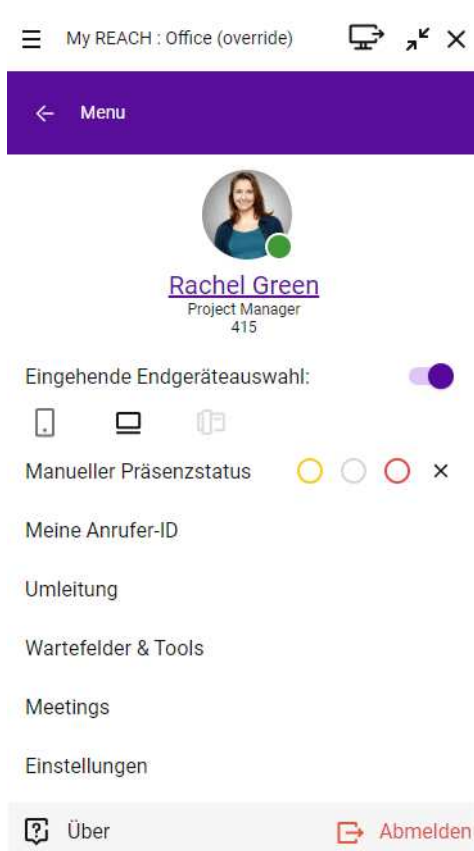 My REACH : Office (override)
Menu
Rachel Green
Project Manager
415
Eingehende Endgeräteauswahl:
Manueller Präsenzstatus
Meine Anrufer-ID
Umleitung
Wartefelder & Tools
Meetings
Einstellungen
Über Abmelden